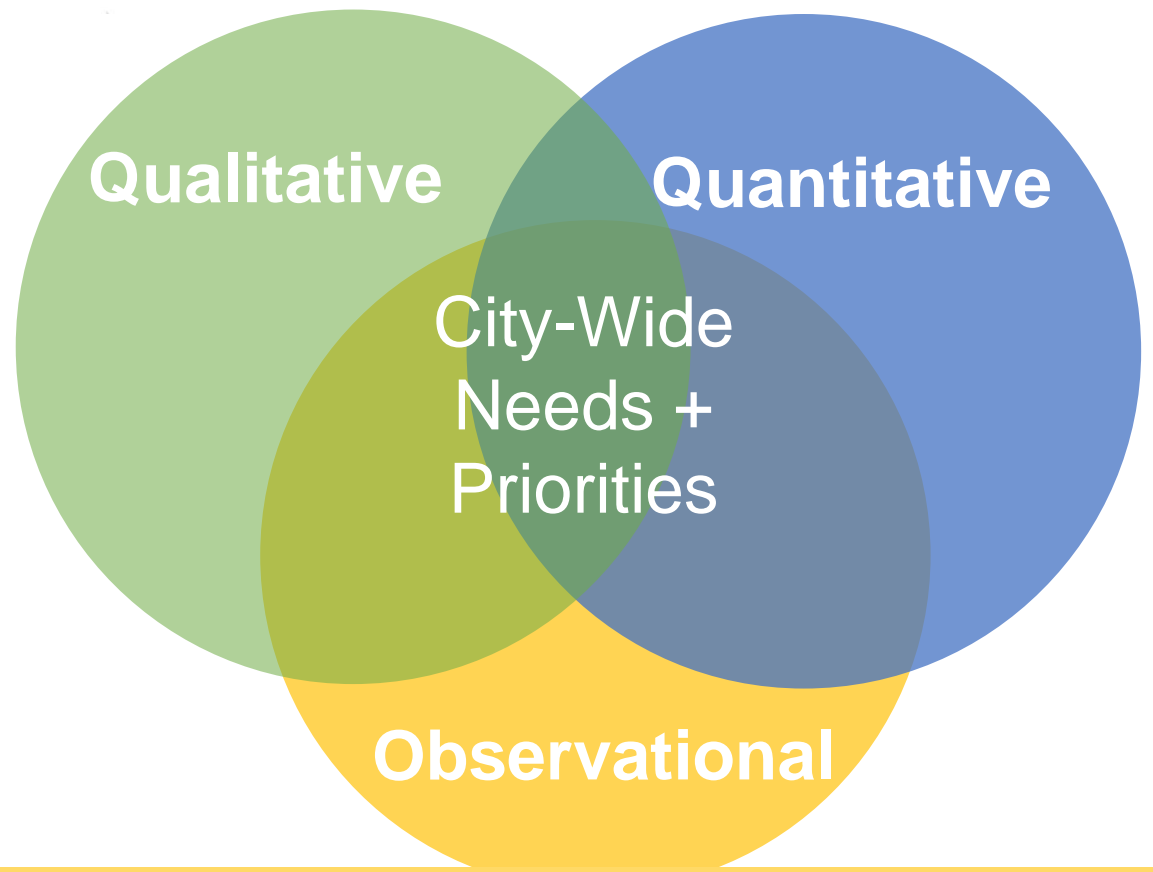 Qualitative
Quantitative
City-Wide
Needs +
Priorities
Observational